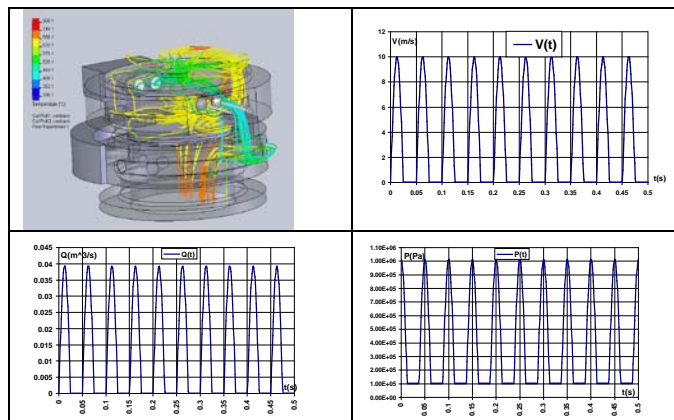 V(m/s)
V(t)
12
10
8
6
4
2
0
t(s)
0 0.05 0.1 0.15 0.2 0.25 0.3 0.35 0.4 0.45 0.5
Q(m^3/s)
Q(t)
0.045
0.04
0.035
0.03
0.025
0.02
0.015
0.01
0.005
0
t(s)
0 0.05 0.1 0.15 0.2 0.25 0.3 0.35 0.4 0.45 0.5
P(Pa)
P(t)
1.10E+06
1.00E+06
9.00E+05
8.00E+05
7.00E+05
6.00E+05
5.00E+05
4.00E+05
3.00E+05
2.00E+05
1.00E+05
0.00E+00
t(s)
0 0.05 0.1 0.15 0.2 0.25 0.3 0.35 0.4 0.45 0.5